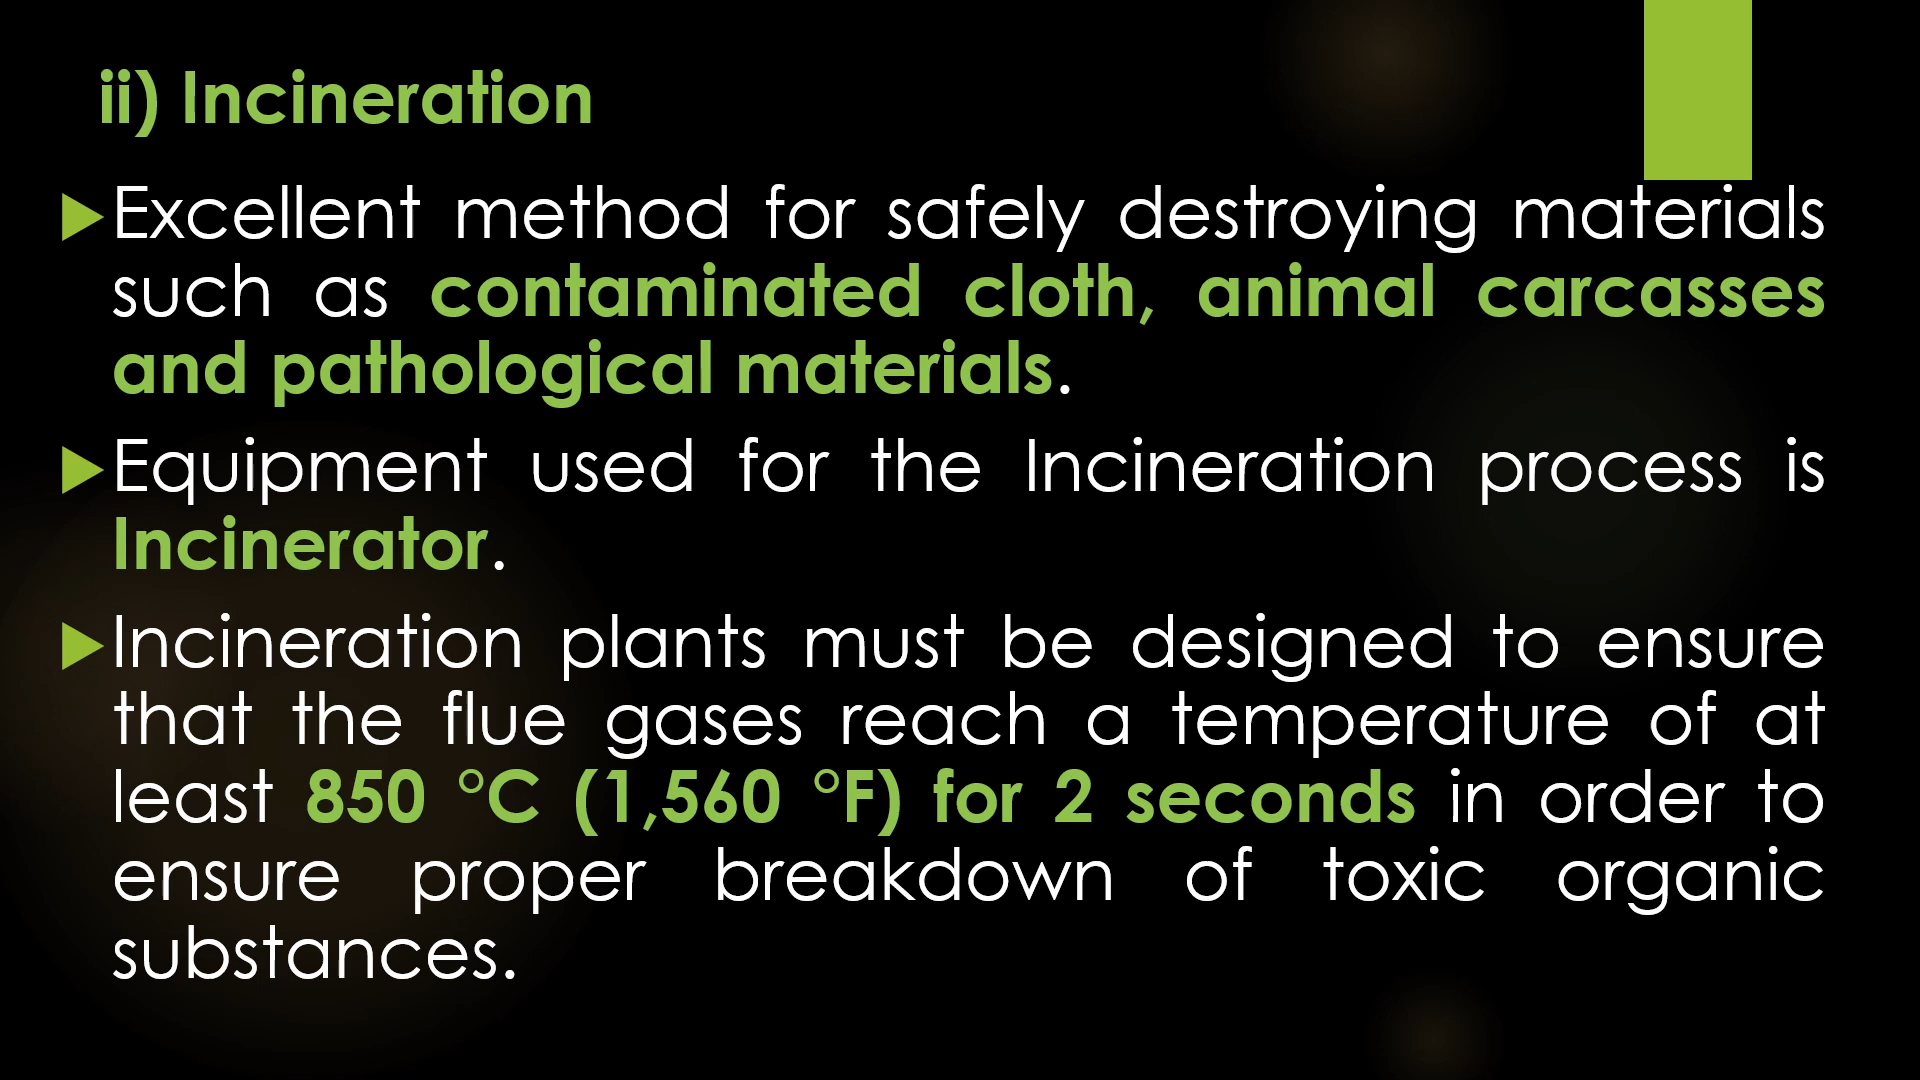 ii) Incineration
Excellent method for safely destroying materials
such as contaminated cloth, animal carcasses
and pathological materials.
Equipment used for the Incineration process is
Incinerator.
Incineration plants must be designed to ensure
that the flue gases reach a temperature of at
least 850 °C (1,560 °F) for 2 seconds in order to
ensure proper breakdown of toxic organic
substances.